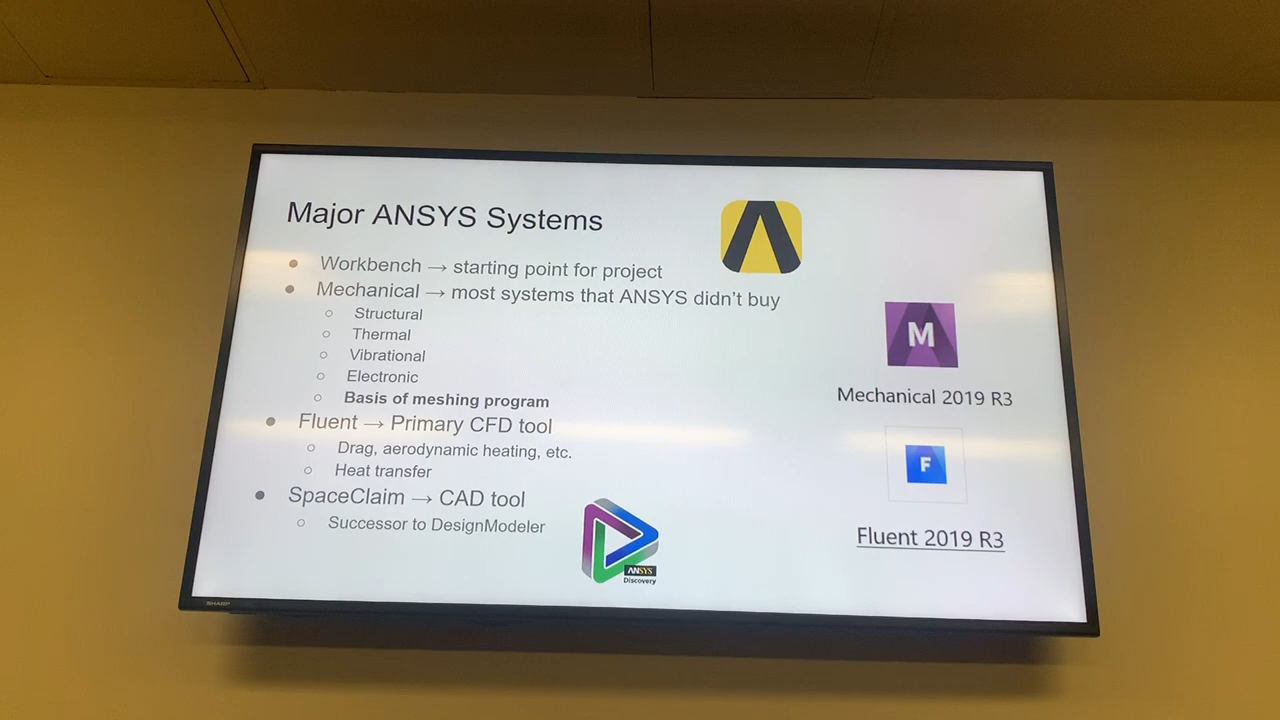 Major ANSYS Systems
● Workbench → starting point for project
● Mechanical → most systems that ANSYS didn't buy
○ Structural
○ Thermal
○ Vibrational
○ Electronic
○ Basis of meshing program
● Fluent → Primary CFD tool
○ Drag, aerodynamic heating, etc.
○ Heat transfer
● SpaceClaim → CAD tool
○ Successor to DesignModeler
ANSYS
Discovery
M
Mechanical 2019 R3
F
Fluent 2019 R3
SHARP